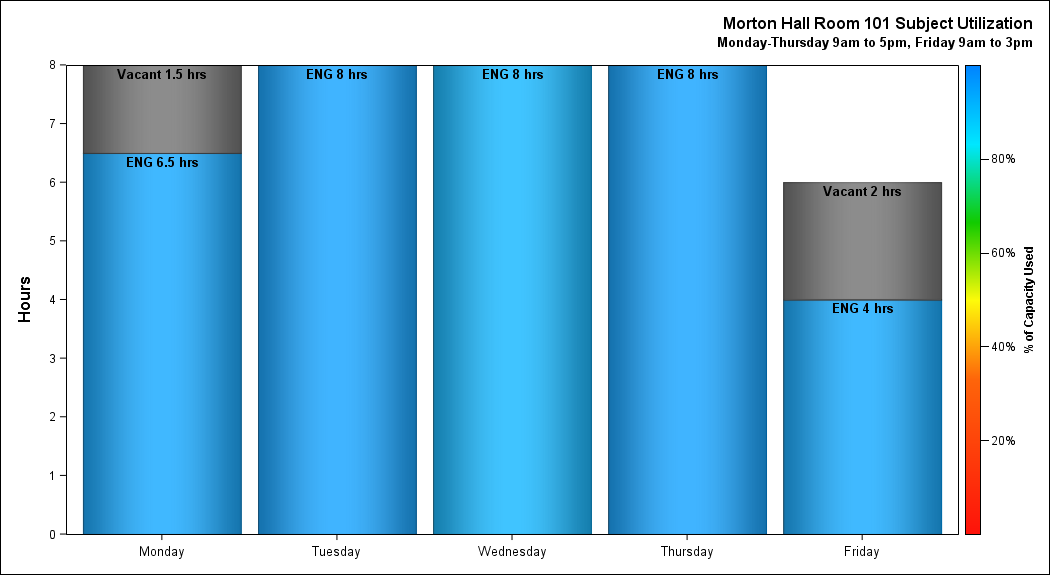 Morton Hall Room 101 Subject Utilization
Monday-Thursday 9am to 5pm, Friday 9am to 3pm
Hours
8
7
6
5
4
3
2
1
0
Vacant 1.5 hrs
ENG 6.5 hrs
ENG 8 hrs
ENG 8 hrs
ENG 8 hrs
Vacant 2 hrs
ENG 4 hrs
Monday
Tuesday
Wednesday
Thursday
Friday
80%
60%
40%
20%
% of Capacity Used